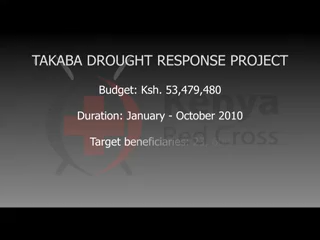 TAKABA DROUGHT RESPONSE PROJECT
Budget: Ksh. 53,479,480
Duration: January - October 2010
Target beneficiaries:
Kenya
Red Cross